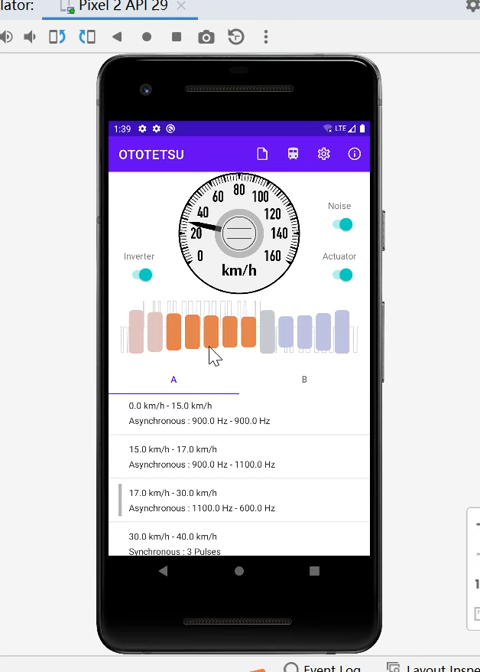 lator:
Pixel 2 API 29
1:39
LTE
OTOTETSU
0
20
40
60
80
100
120
140
160
km/h
Noise
Inverter
Actuator
A
B
0.0 km/h - 15.0 km/h
Asynchronous : 900.0 Hz - 900.0 Hz
15.0 km/h - 17.0 km/h
Asynchronous : 900.0 Hz - 1100.0 Hz
17.0 km/h - 30.0 km/h
Asynchronous : 1100.0 Hz - 600.0 Hz
30.0 km/h - 40.0 km/h
Synchronous : 3 Pulses
Event Log
Layout Inspe